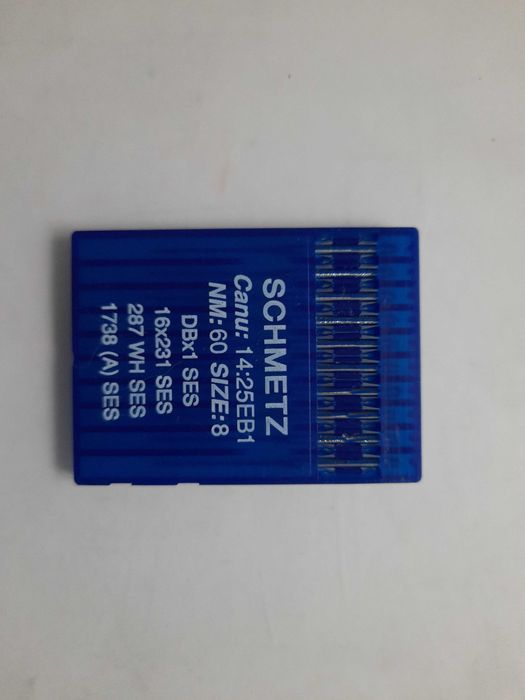 SCHMETZ
Canu: 14:25EB1
NM: 60 SIZE: 8
DBx1 SES
16x231 SES
287 WH SES
1738 (A) SES